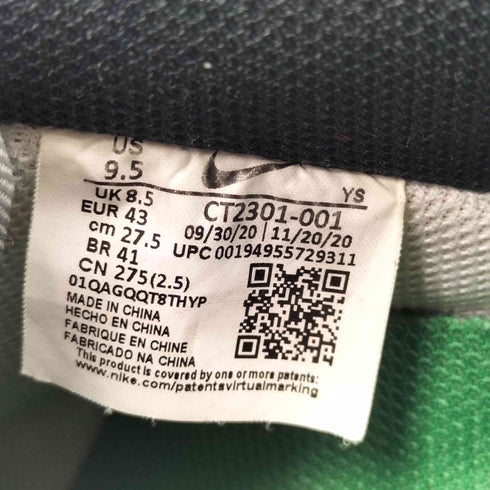 US
9.5
YS
UK 8.5
CT2301-001
EUR 43
09/30/20 | 11/20/20
cm 27.5
UPC 00194955729311
BR 41
CN 275(2.5)
01QAGQQT8THYP
MADE IN CHINA
HECHO EN CHINA
FABRIQUE EN CHINE
FABRICADO NA CHINA
This product is covered by one or more patents:
www.nike.com/patentsvirtualmarking